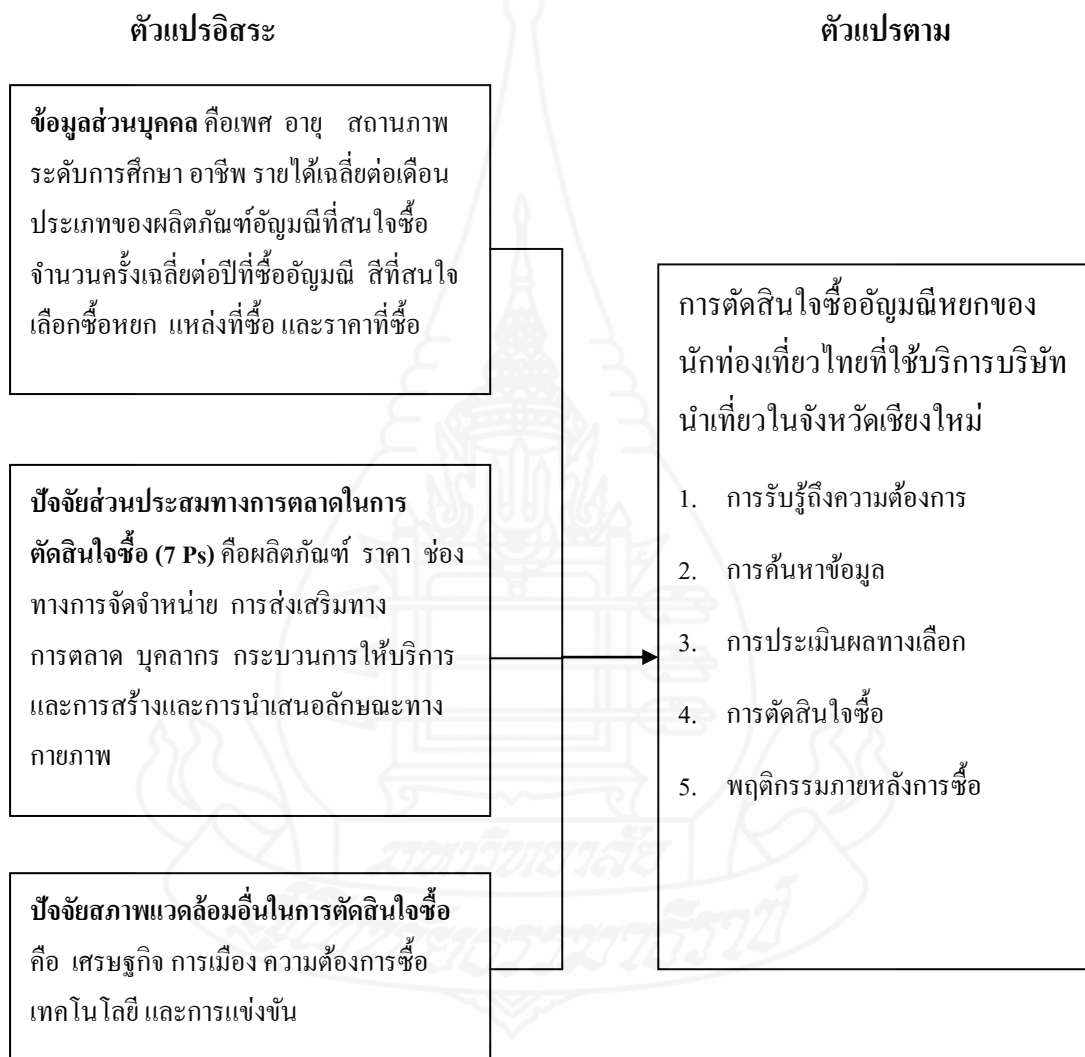 ตัวแปรอิสระ
ตัวแปรตาม
ข้อมูลส่วนบุคคล คือเพศ อายุ สถานภาพ
ระดับการศึกษา อาชีพ รายได้เฉลี่ยต่อเดือน
ประเภทของผลิตภัณฑ์อัญมณีที่สนใจซื้อ
จำนวนครั้งเฉลี่ยต่อปีที่ซื้ออัญมณี สีที่สนใจ
เลือกซื้อหยก แหล่งที่ซื้อ และราคาที่ซื้อ
ปัจจัยส่วนประสมทางการตลาดในการ
ตัดสินใจซื้อ (7 Ps) คือผลิตภัณฑ์ ราคา ช่อง
ทางการจัดจำหน่าย การส่งเสริมทาง
การตลาด บุคลากร กระบวนการให้บริการ
และการสร้างและการนำเสนอลักษณะทาง
กายภาพ
ปัจจัยสภาพแวดล้อมอื่นในการตัดสินใจซื้อ
คือ เศรษฐกิจ การเมือง ความต้องการซื้อ
เทคโนโลยี และการแข่งขัน
การตัดสินใจซื้ออัญมณีหยกของ
นักท่องเที่ยวไทยที่ใช้บริการบริษัท
นำเที่ยวในจังหวัดเชียงใหม่
1. การรับรู้ถึงความต้องการ
2. การค้นหาข้อมูล
3. การประเมินผลทางเลือก
4. การตัดสินใจซื้อ
5. พฤติกรรมภายหลังการซื้อ
มหาวิทยาลัย
สุโขทัยธรรมาธิราช